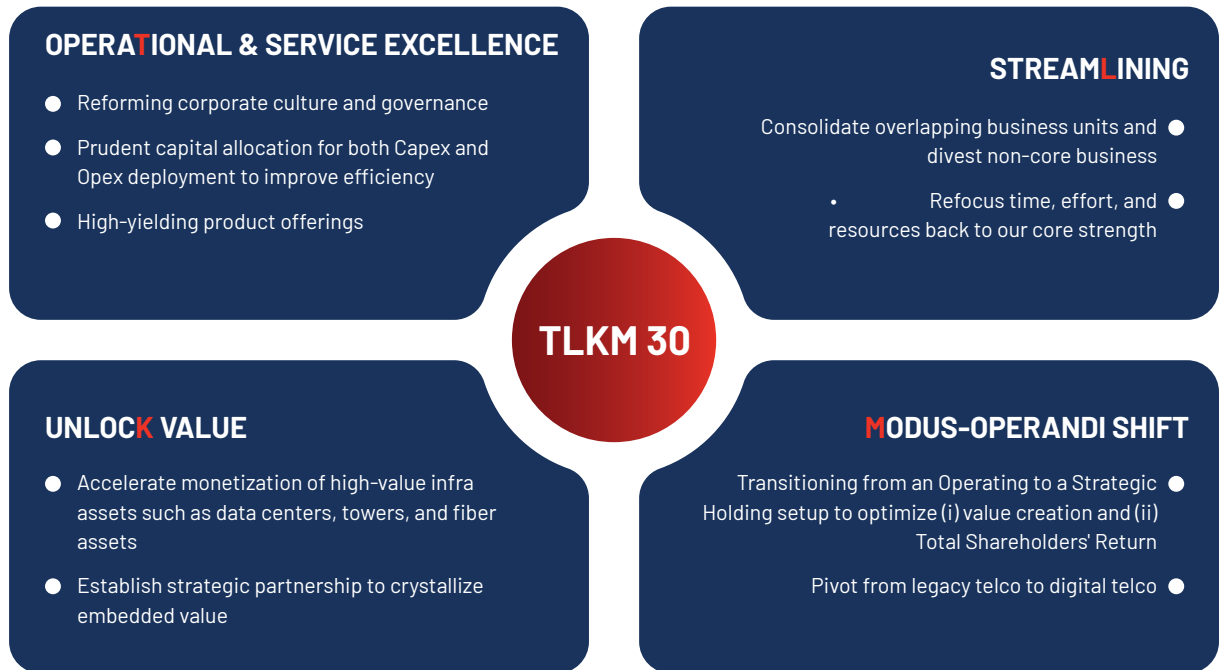 OPERATIONAL & SERVICE EXCELLENCE
Reforming corporate culture and governance
Prudent capital allocation for both Capex and
Opex deployment to improve efficiency
High-yielding product offerings
STREAMLINING
Consolidate overlapping business units and
divest non-core business
• Refocus time, effort, and
resources back to our core strength
TLKM 30
UNLOCK VALUE
Accelerate monetization of high-value infra
assets such as data centers, towers, and fiber
assets
Establish strategic partnership to crystallize
embedded value
MODUS-OPERANDI SHIFT
Transitioning from an Operating to a Strategic
Holding setup to optimize (i) value creation and (ii)
Total Shareholders' Return
Pivot from legacy telco to digital telco